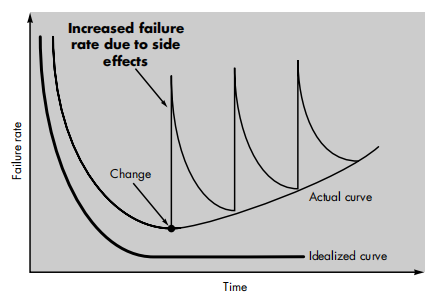 Increased failure
rate due to side
effects
Failure rate
Change
Actual curve
Idealized curve
Time